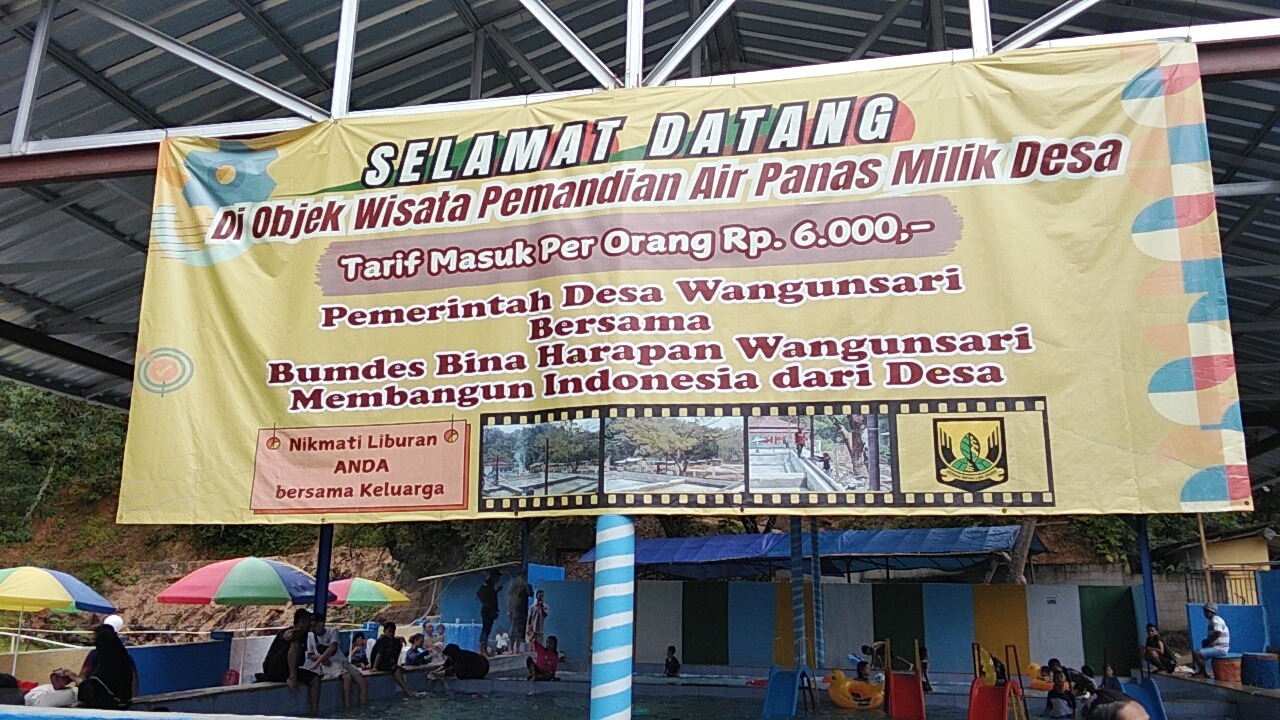 SELAMAT DATANG
Di Objek Wisata Pemandian Air Panas Milik Desa
Tarif Masuk Per Orang Rp. 6.000,-
Pemerintah Desa Wangunsari
Bersama
Bumdes Bina Harapan Wangunsari
Membangun Indonesia dari Desa
Nikmati Liburan
ANDA
bersama Keluarga